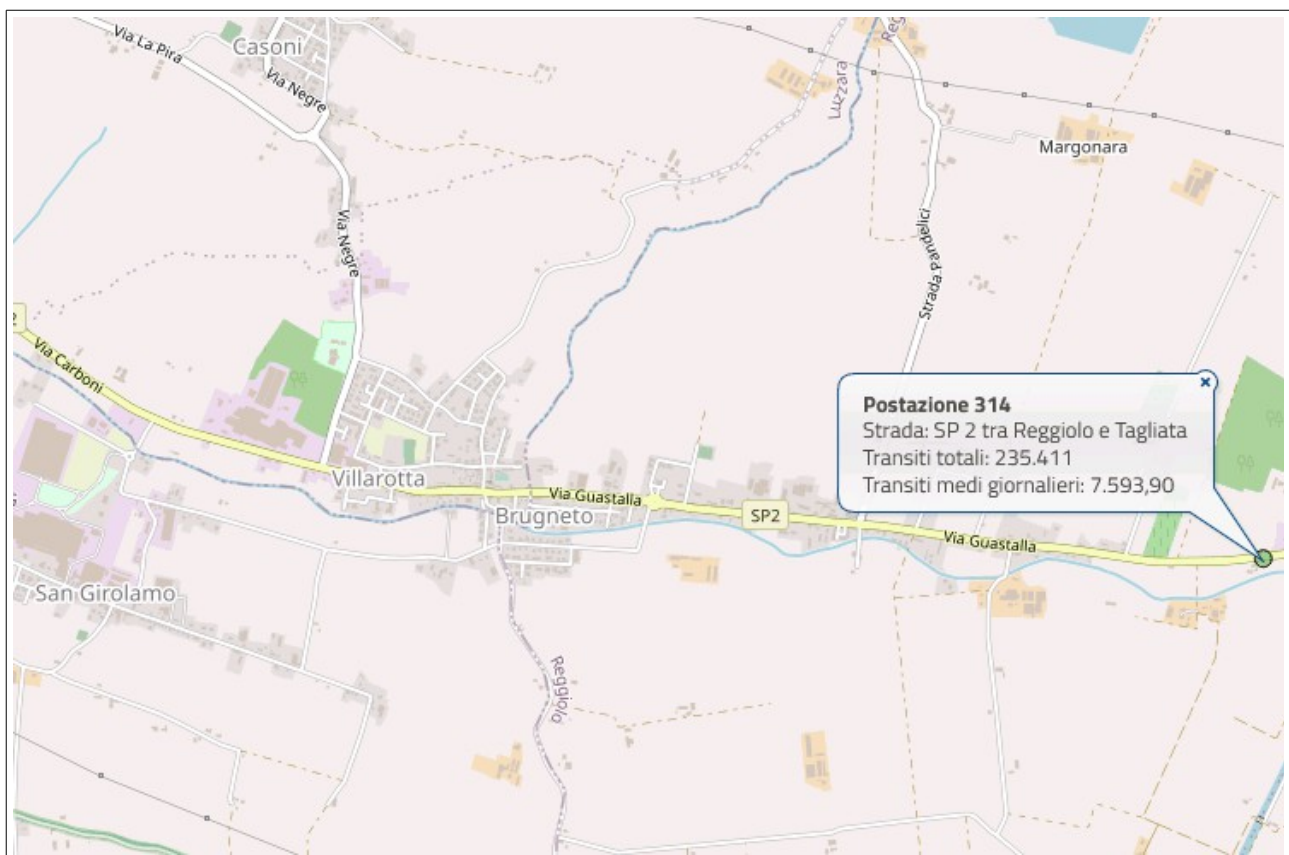 Via La Pira
Casoni
Via Negre
Luzzara
Margonara
Via Negre
Strada Pandelici
Via Carboni
Postazione 314
Strada: SP 2 tra Reggiolo e Tagliata
Transiti totali: 235.411
Transiti medi giornalieri: 7.593,90
Villarotta
Via Guastalla
Brugneto
SP2
Via Guastalla
San Girolamo
Reggiolo